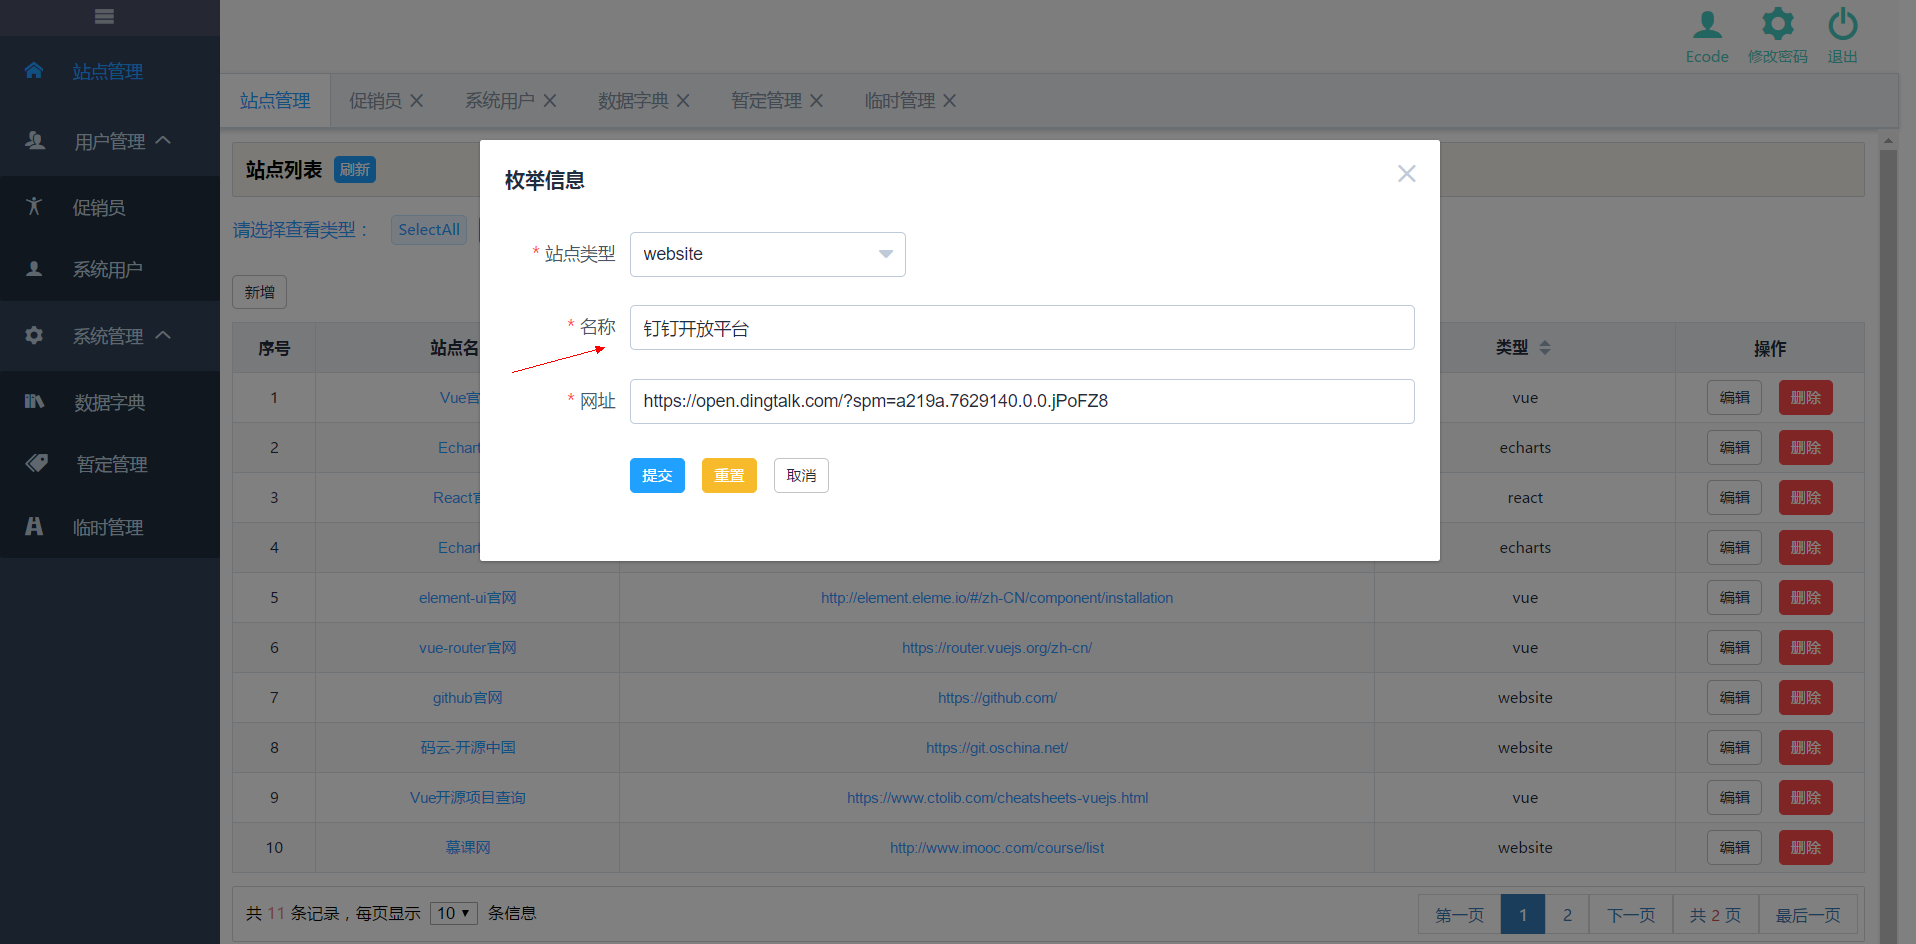 Ecode 修改密码 退出
站点管理
用户管理
促销员
系统用户
系统管理
数据字典
暂定管理
临时管理
站点管理 促销员 系统用户 数据字典 暂定管理 临时管理
站点列表 刷新
请选择查看类型： SelectAll
新增
枚举信息
* 站点类型 website
* 名称 钉钉开放平台
* 网址 https://open.dingtalk.com/?spm=a219a.7629140.0.0.jPoFZ8
提交 重置 取消
序号 站点名 类型 操作
1 Vue官 vue 编辑 删除
2 Echart echarts 编辑 删除
3 React官 react 编辑 删除
4 Echart echarts 编辑 删除
5 element-ui官网 http://element.eleme.io/#/zh-CN/component/installation vue 编辑 删除
6 vue-router官网 https://router.vuejs.org/zh-cn/ vue 编辑 删除
7 github官网 https://github.com/ website 编辑 删除
8 码云-开源中国 https://git.oschina.net/ website 编辑 删除
9 Vue开源项目查询 https://www.ctolib.com/cheatsheets-vuejs.html vue 编辑 删除
10 慕课网 http://www.imooc.com/course/list website 编辑 删除
共 11 条记录，每页显示 10 条信息
第一页 1 2 下一页 共 2 页 最后一页